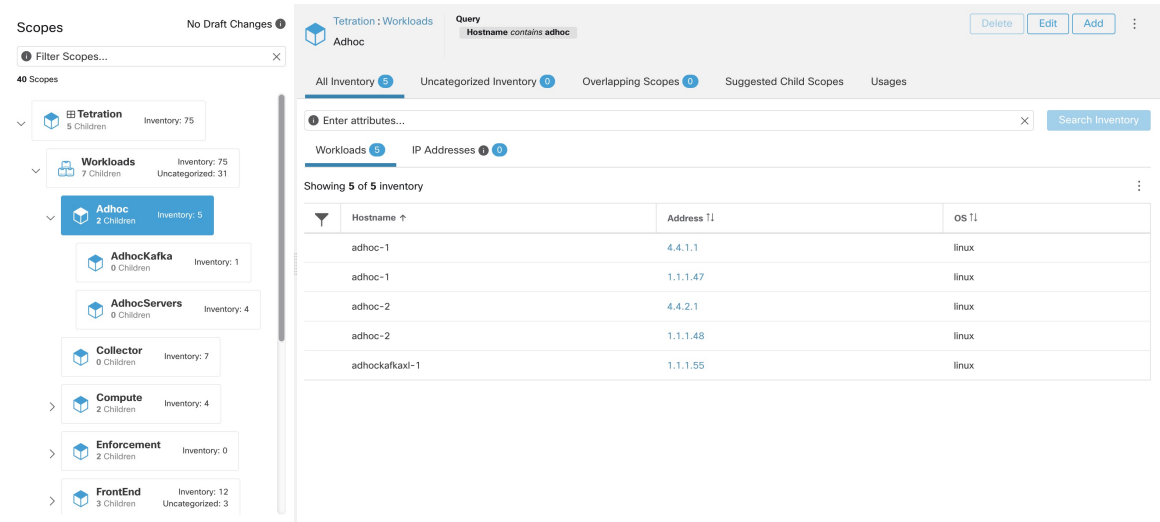 Scopes
No Draft Changes
Filter Scopes...
40 Scopes
Tetration
5 Children
Inventory: 75
Workloads
7 Children
Inventory: 75
Uncategorized: 31
Adhoc
2 Children
Inventory: 5
AdhocKafka
0 Children
Inventory: 1
AdhocServers
0 Children
Inventory: 4
Collector
0 Children
Inventory: 7
Compute
2 Children
Inventory: 4
Enforcement
2 Children
Inventory: 0
FrontEnd
3 Children
Inventory: 12
Uncategorized: 3
Tetration : Workloads
Adhoc
Query
Hostname contains adhoc
Delete Edit Add
All Inventory 5 Uncategorized Inventory 0 Overlapping Scopes 0 Suggested Child Scopes Usages
Enter attributes... Search Inventory
Workloads 5 IP Addresses 0
Showing 5 of 5 inventory
Hostname ↑ Address ↑↓ OS ↑↓
adhoc-1 4.4.1.1 linux
adhoc-1 1.1.1.47 linux
adhoc-2 4.4.2.1 linux
adhoc-2 1.1.1.48 linux
adhockafkaxl-1 1.1.1.55 linux